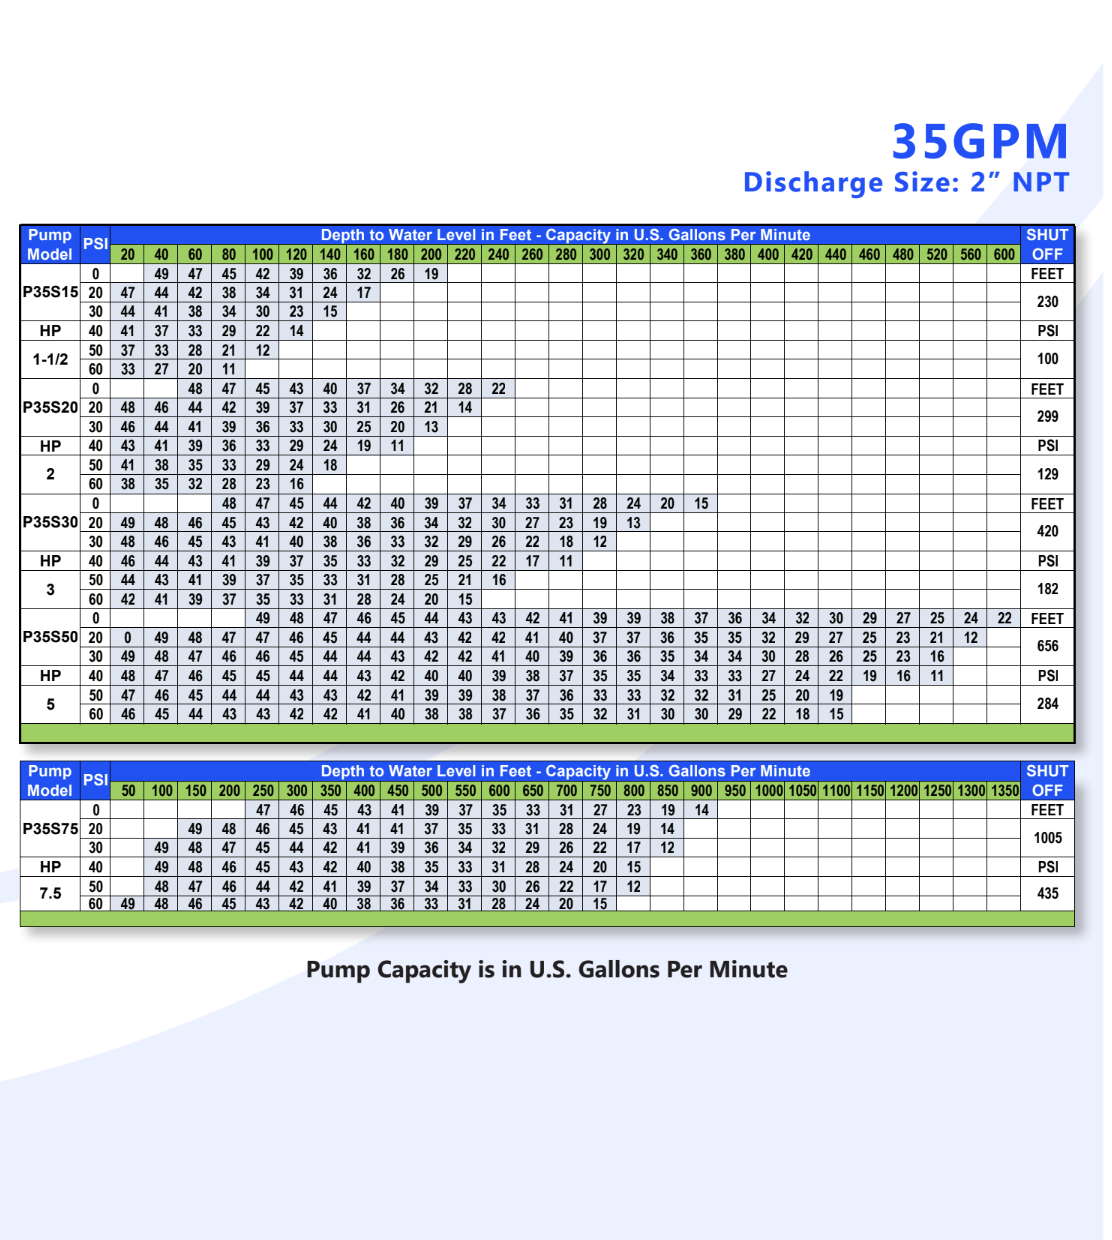 35GPM
Discharge Size: 2” NPT
Pump PSI Depth to Water Level in Feet - Capacity in U.S. Gallons Per Minute SHUT
Model 20 40 60 80 100 120 140 160 180 200 220 240 260 280 300 320 340 360 380 400 420 440 460 480 520 560 600 OFF
0 49 47 45 42 39 36 32 26 19 FEET
P35S15 20 47 44 42 38 34 31 24 17 230
30 44 41 38 34 30 23 15
HP 40 41 37 33 29 22 14 PSI
1-1/2 50 37 33 28 21 12 100
60 33 27 20 11
0 48 47 45 43 40 37 34 32 28 22 FEET
P35S20 20 48 46 44 42 39 37 33 31 26 21 14 299
30 46 44 41 39 36 33 30 25 20 13
HP 40 43 41 39 36 33 29 24 19 11 PSI
2 50 41 38 35 33 29 24 18 129
60 38 35 32 28 23 16
0 48 47 45 44 42 40 39 37 34 33 31 28 24 20 15 FEET
P35S30 20 49 48 46 45 43 42 40 38 36 34 32 30 27 23 19 13 420
30 48 46 45 43 41 40 38 36 33 32 29 26 22 18 12
HP 40 46 44 43 41 39 37 35 33 32 29 25 22 17 11 PSI
3 50 44 43 41 39 37 35 33 31 28 25 21 16 182
60 42 41 39 37 35 33 31 28 24 20 15
0 49 48 47 46 45 44 43 43 42 41 39 39 38 37 36 34 32 30 29 27 25 24 22 FEET
P35S50 20 0 49 48 47 47 46 45 44 44 43 42 42 41 40 37 37 36 35 35 32 29 27 25 23 21 12 656
30 49 48 47 46 46 45 44 44 43 42 42 41 40 39 36 36 35 34 34 30 28 26 25 23 16
HP 40 48 47 46 45 45 44 44 43 42 40 40 39 38 37 35 35 34 33 33 27 24 22 19 16 11 PSI
5 50 47 46 45 44 44 43 43 42 41 39 39 38 37 36 33 33 32 32 31 25 20 19 284
60 46 45 44 43 43 42 42 41 40 38 38 37 36 35 32 31 30 30 29 22 18 15
Pump PSI Depth to Water Level in Feet - Capacity in U.S. Gallons Per Minute SHUT
Model 50 100 150 200 250 300 350 400 450 500 550 600 650 700 750 800 850 900 950 1000 1050 1100 1150 1200 1250 1300 1350 OFF
0 47 46 45 43 41 39 37 35 33 31 27 23 19 14 FEET
P35S75 20 49 48 46 45 43 41 41 37 35 33 31 28 24 19 14 1005
30 49 48 47 45 44 42 41 39 36 34 32 29 26 22 17 12
HP 40 49 48 46 45 43 42 40 38 35 33 31 28 24 20 15 PSI
7.5 50 48 47 46 44 42 41 39 37 34 33 30 26 22 17 12 435
60 49 48 46 45 43 42 40 38 36 33 31 28 24 20 15
Pump Capacity is in U.S. Gallons Per Minute